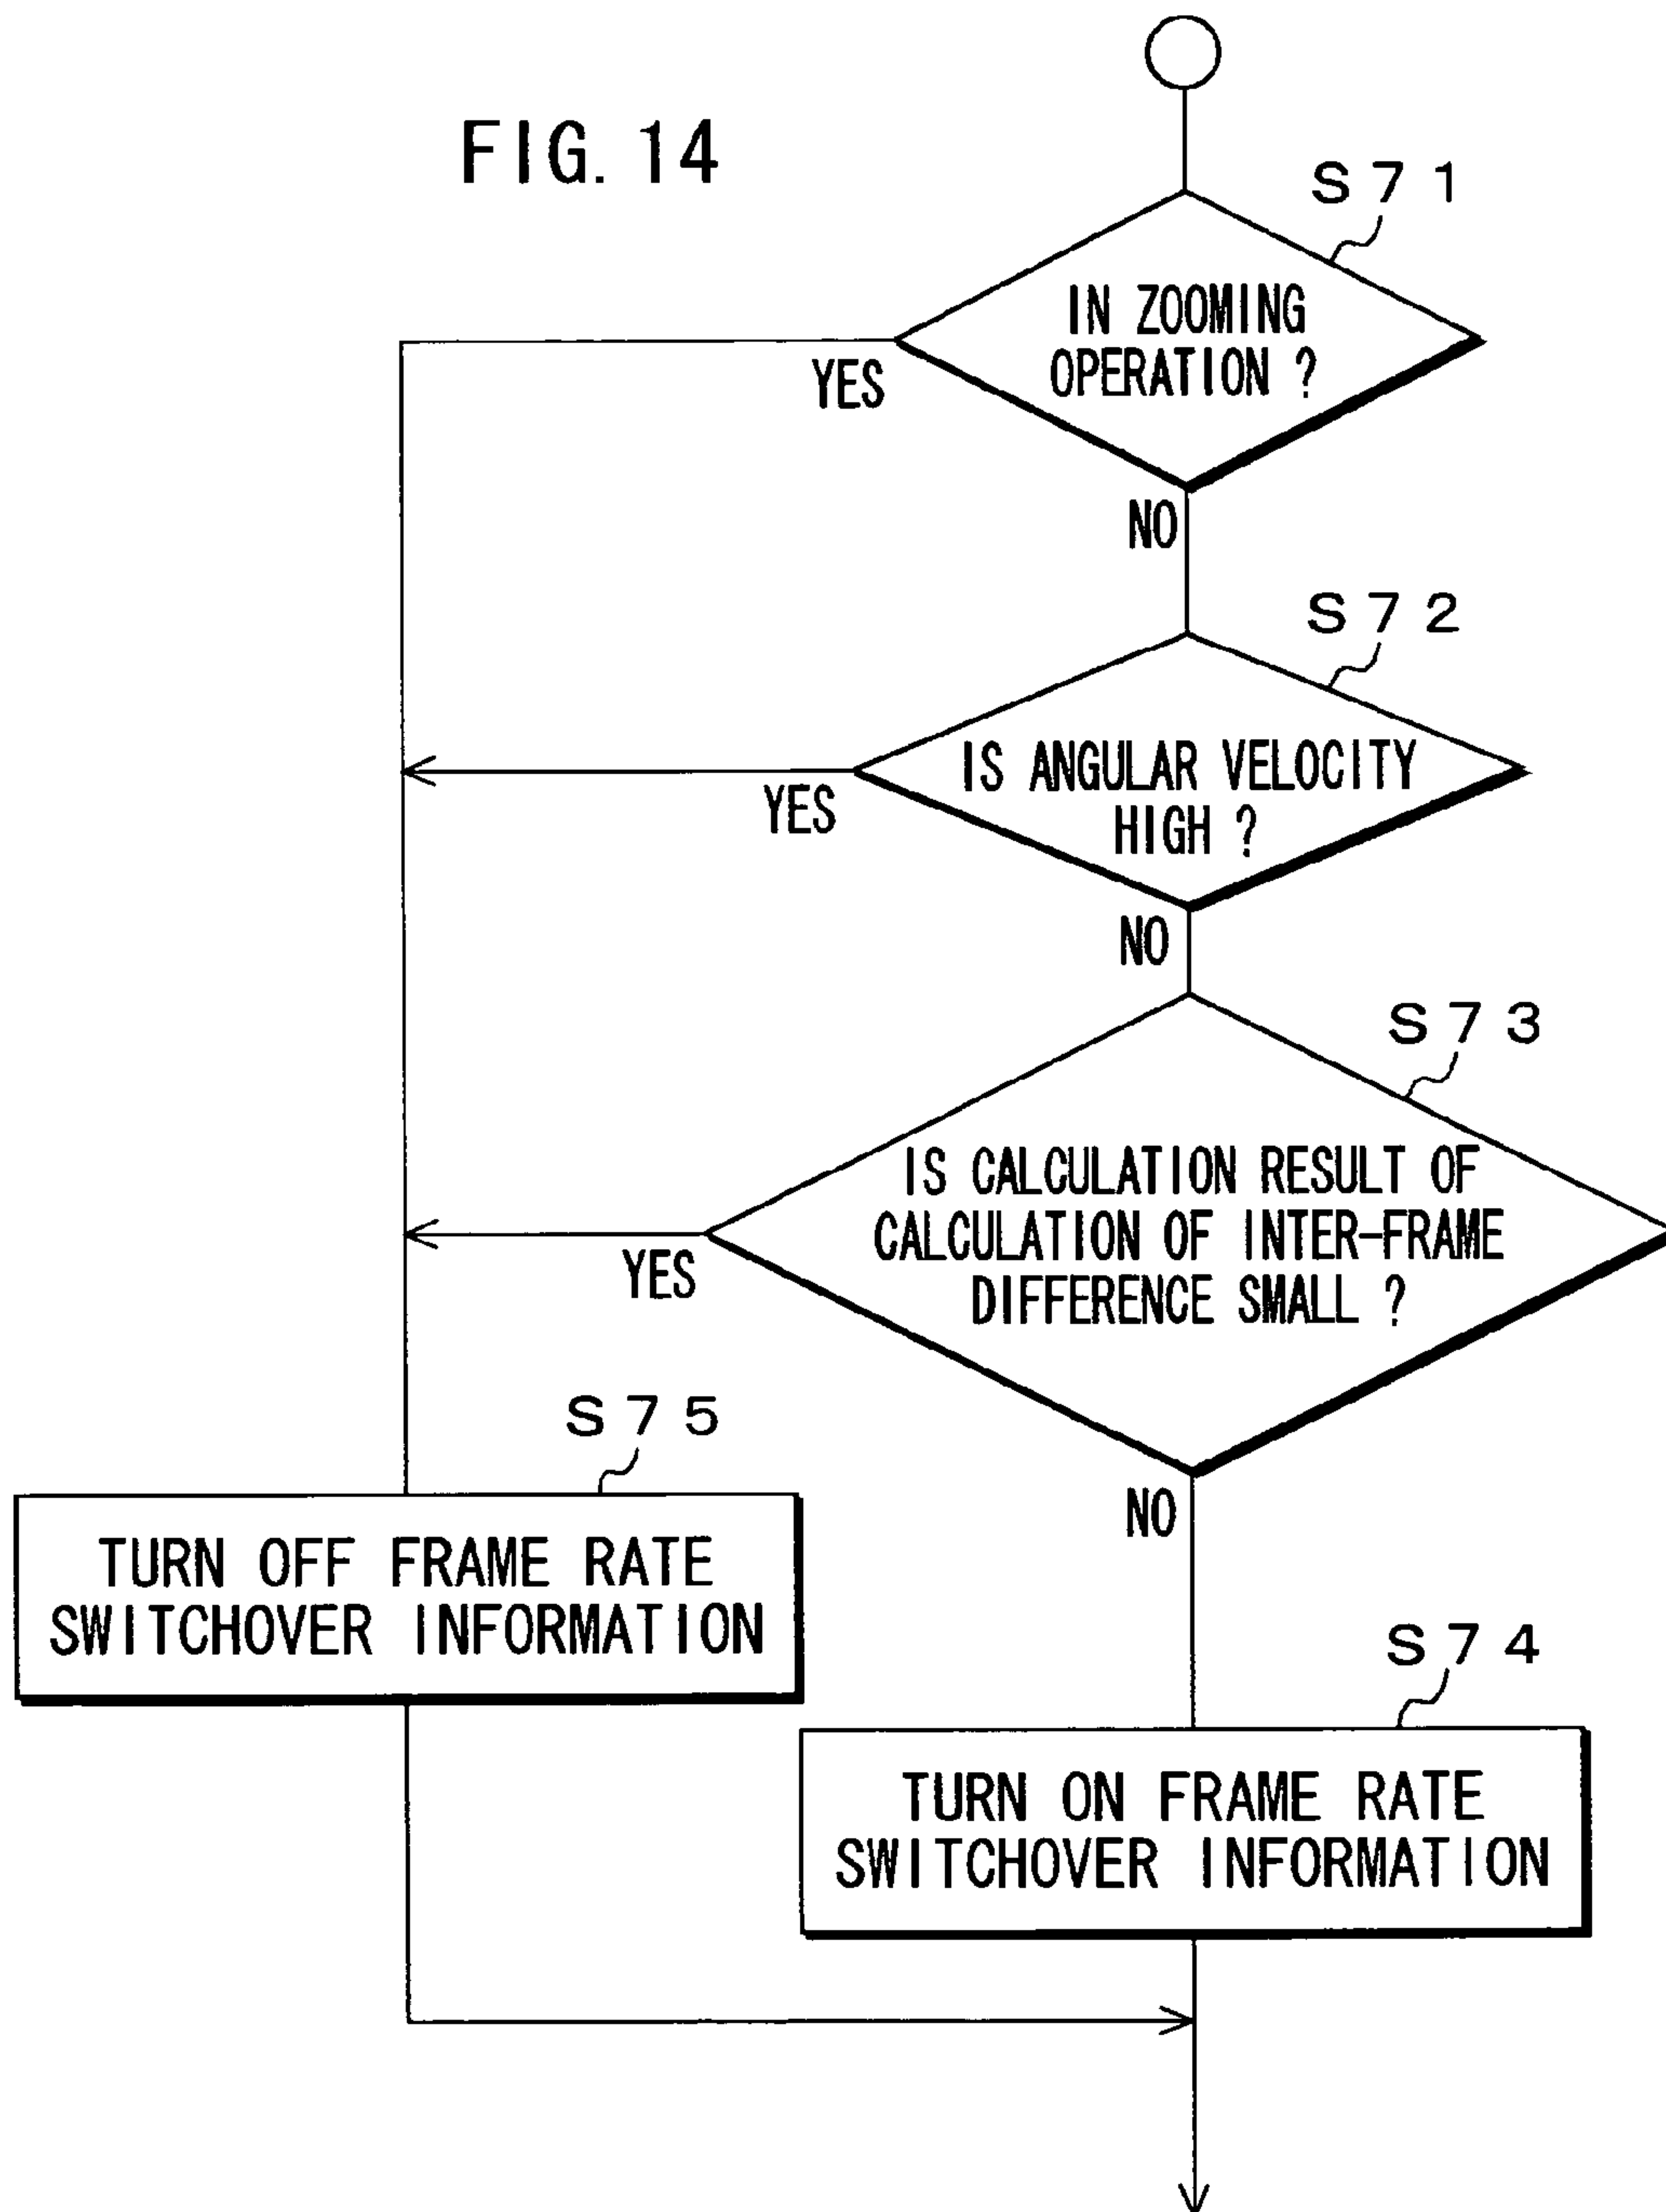 FIG. 14
S71
IN ZOOMING
OPERATION ?
YES
NO
S72
IS ANGULAR VELOCITY
HIGH ?
YES
NO
S73
IS CALCULATION RESULT OF
CALCULATION OF INTER-FRAME
DIFFERENCE SMALL ?
YES
NO
S75
TURN OFF FRAME RATE
SWITCHOVER INFORMATION
S74
TURN ON FRAME RATE
SWITCHOVER INFORMATION